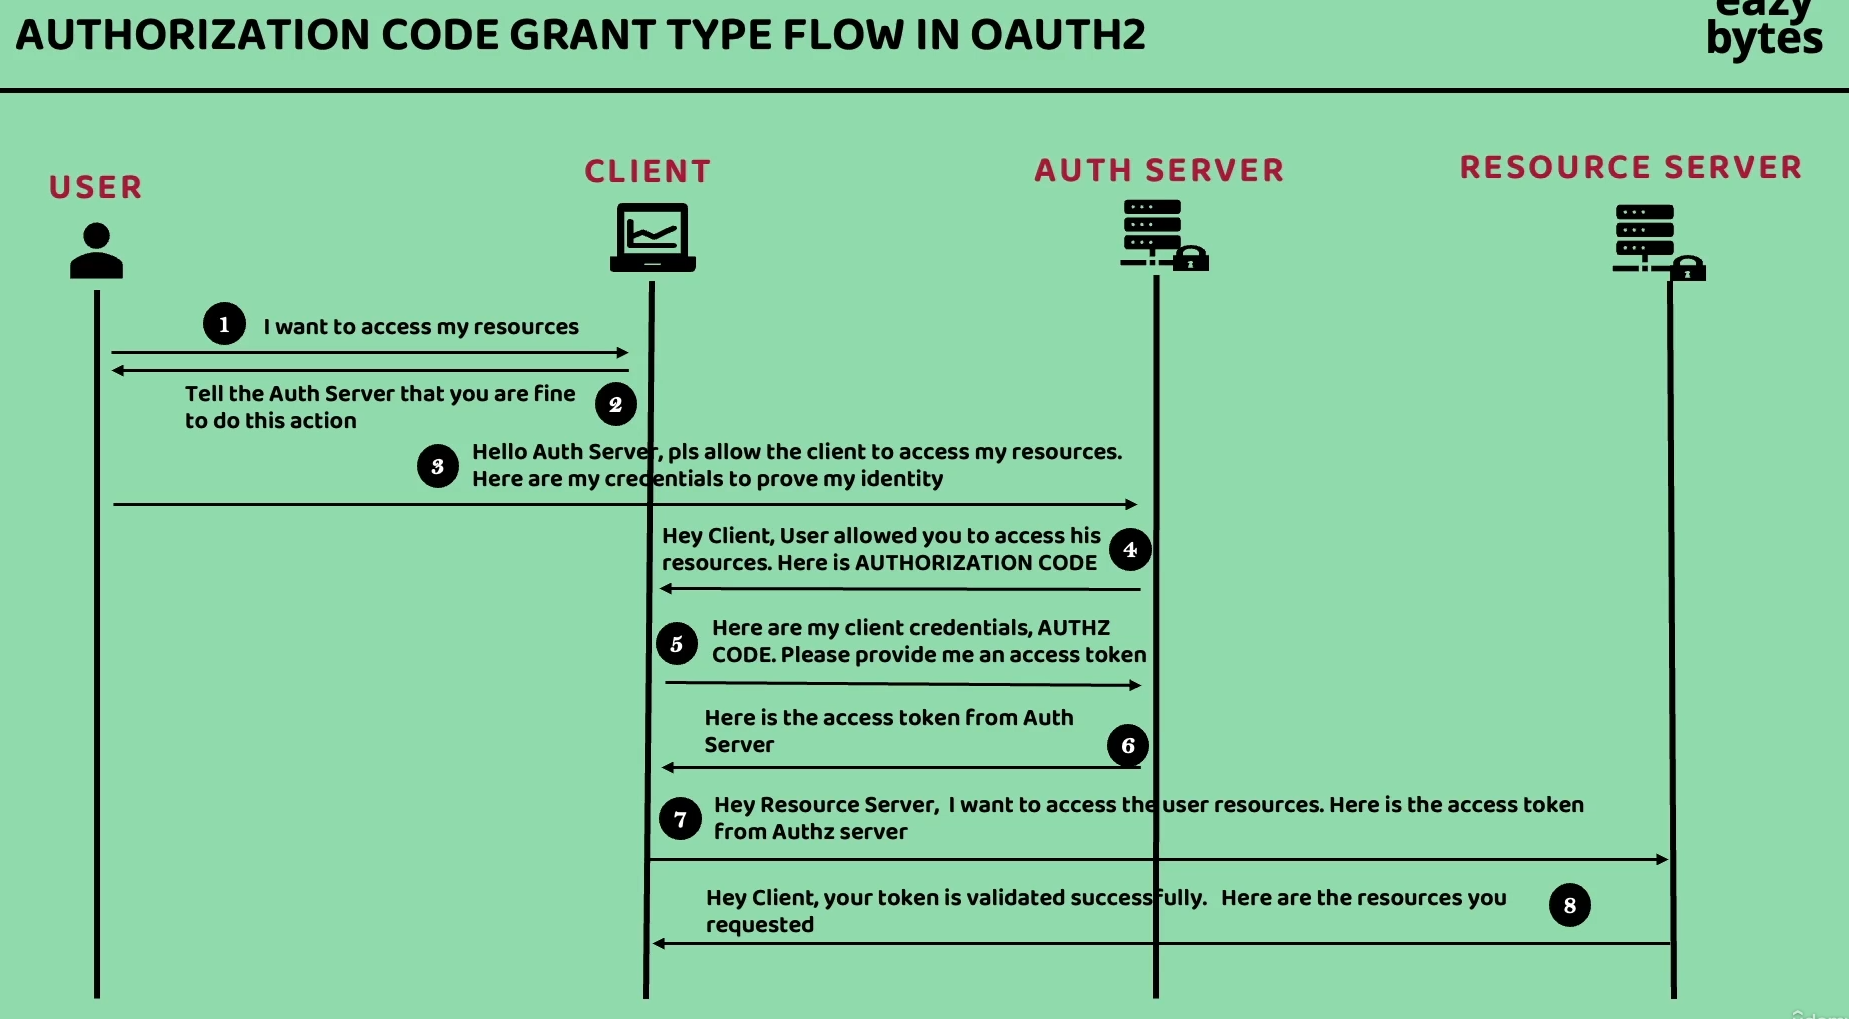 AUTHORIZATION CODE GRANT TYPE FLOW IN OAUTH2
eazy
bytes
USER
CLIENT
AUTH SERVER
RESOURCE SERVER
1 I want to access my resources
Tell the Auth Server that you are fine
to do this action
2
3
Hello Auth Server, pls allow the client to access my resources.
Here are my credentials to prove my identity
Hey Client, User allowed you to access his
resources. Here is AUTHORIZATION CODE
4
5
Here are my client credentials, AUTHZ
CODE. Please provide me an access token
Here is the access token from Auth
Server
6
7
Hey Resource Server, I want to access the user resources. Here is the access token
from Authz server
Hey Client, your token is validated successfully. Here are the resources you
requested
8